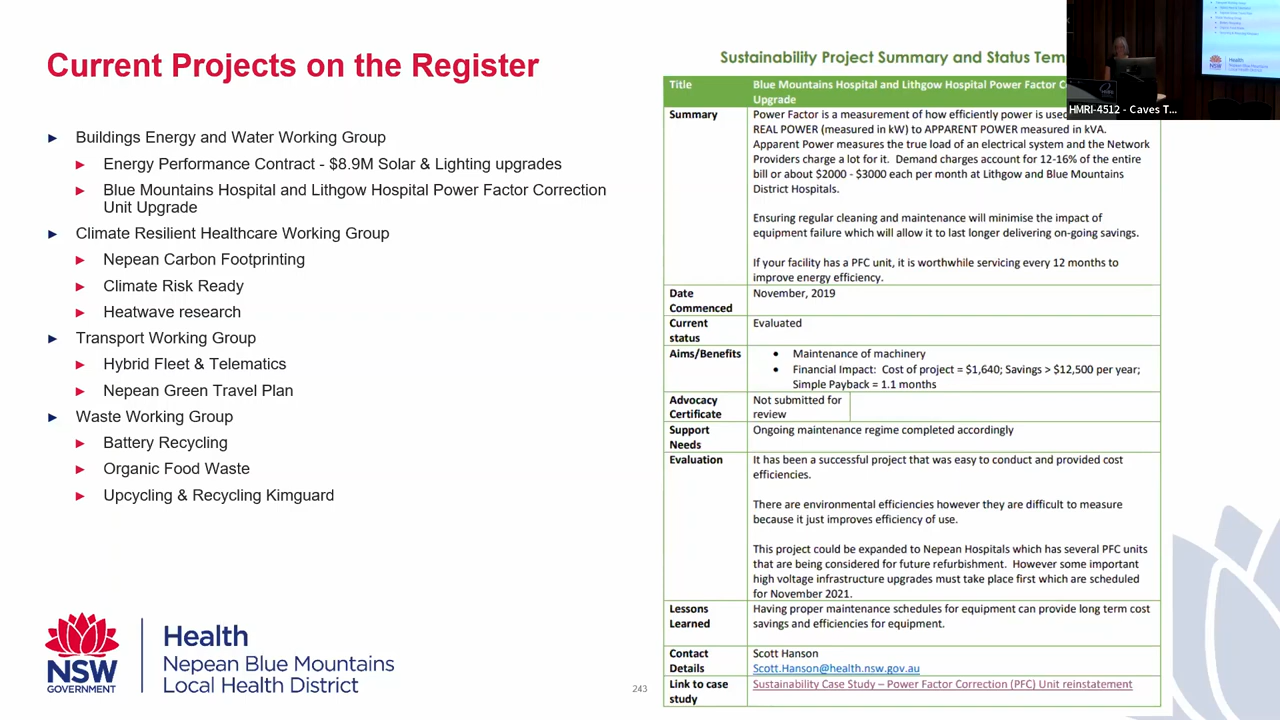 Current Projects on the Register
Buildings Energy and Water Working Group
Energy Performance Contract - $8.9M Solar & Lighting upgrades
Blue Mountains Hospital and Lithgow Hospital Power Factor Correction
Unit Upgrade
Climate Resilient Healthcare Working Group
Nepean Carbon Footprinting
Climate Risk Ready
Heatwave research
Transport Working Group
Hybrid Fleet & Telematics
Nepean Green Travel Plan
Waste Working Group
Battery Recycling
Organic Food Waste
Upcycling & Recycling Kimguard
NSW
GOVERNMENT
Health
Nepean Blue Mountains
Local Health District
243
Sustainability Project Summary and Status
Title
Blue Mountains Hospital and Lithgow Hospital Power Factor
Upgrade
Summary
Power Factor is a measurement of how efficiently power is
REAL POWER (measured in kW) to APPARENT POWER measured in kVA.
Apparent Power measures the true load of an electrical system and the Network
Providers charge a lot for it. Demand charges account for 12-16% of the entire
bill or about $2000 - $3000 each per month at Lithgow and Blue Mountains
District Hospitals.
Ensuring regular cleaning and maintenance will minimise the impact of
equipment failure which will allow it to last longer delivering on-going savings.
If your facility has a PFC unit, it is worthwhile servicing every 12 months to
improve energy efficiency.
Date
Commenced
November, 2019
Current
status
Evaluated
Aims/Benefits
Maintenance of machinery
Financial Impact: Cost of project = $1,640; Savings > $12,500 per year;
Simple Payback = 1.1 months
Advocacy
Certificate
Not submitted for
review
Support
Needs
Ongoing maintenance regime completed accordingly
Evaluation
It has been a successful project that was easy to conduct and provided cost
efficiencies.
There are environmental efficiencies however they are difficult to measure
because it just improves efficiency of use.
This project could be expanded to Nepean Hospitals which has several PFC units
that are being considered for future refurbishment. However some important
high voltage infrastructure upgrades must take place first which are scheduled
for November 2021.
Lessons
Learned
Having proper maintenance schedules for equipment can provide long term cost
savings and efficiencies for equipment.
Contact
Details
Scott Hanson
Scott.Hanson@health.nsw.gov.au
Link to case
study
Sustainability Case Study – Power Factor Correction (PFC) Unit reinstatement
HMRI-4512 - Caves T...
Health
Nepean Blue Mountains
Local Health District